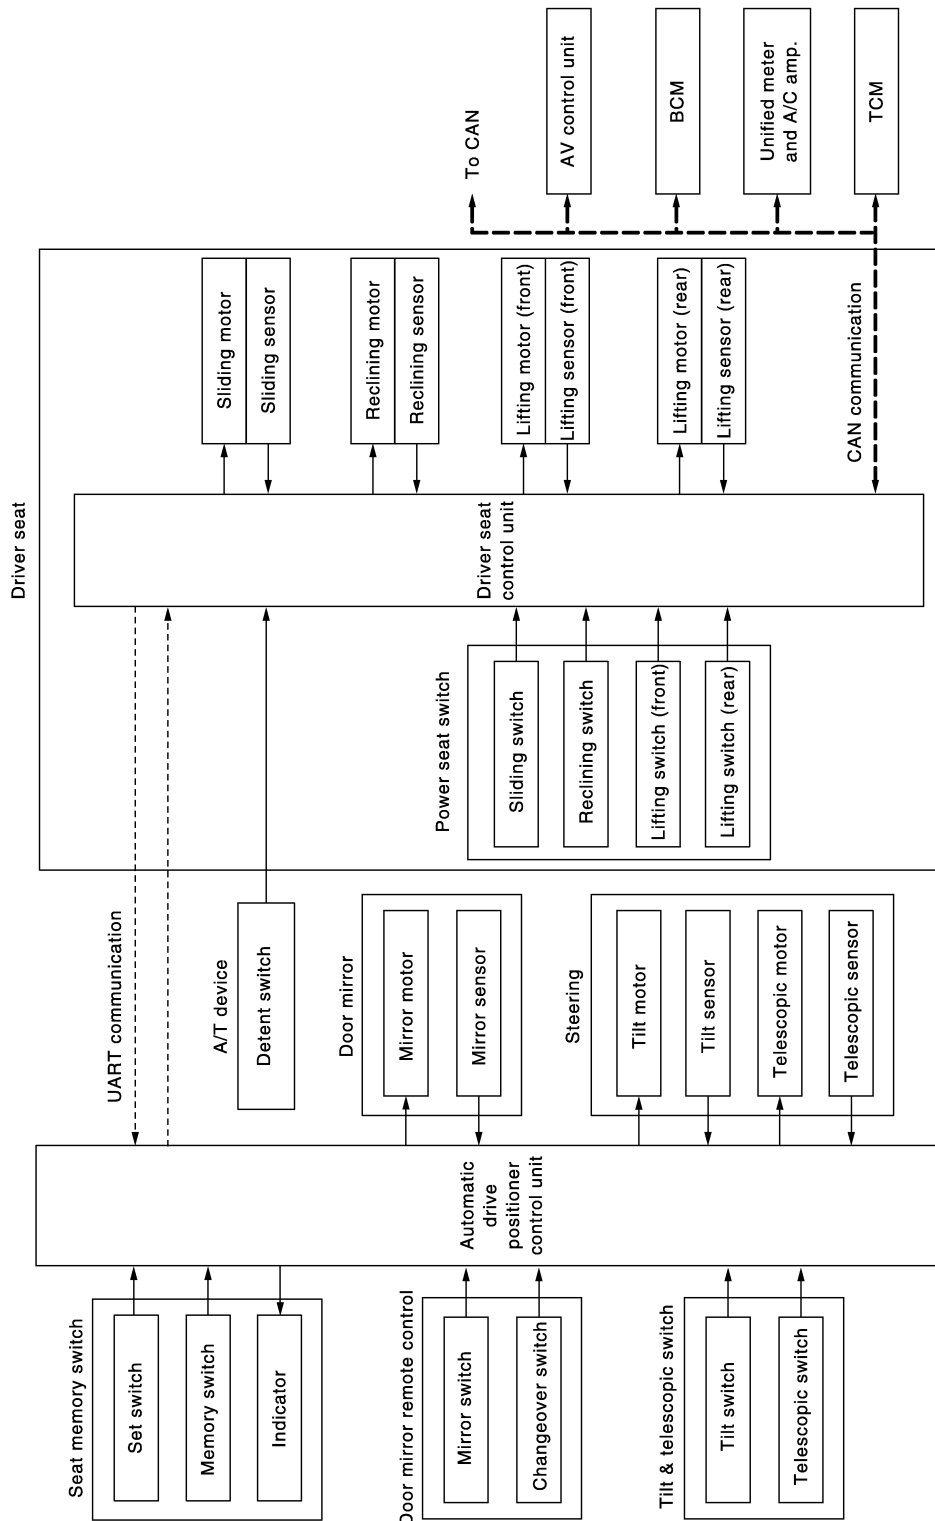 Seat memory switch
Set switch
Memory switch
Indicator
Door mirror remote control
Mirror switch
Changeover switch
Tilt & telescopic switch
Tilt switch
Telescopic switch
Automatic
drive
positioner
control unit
UART communication
A/T device
Detent switch
Door mirror
Mirror motor
Mirror sensor
Steering
Tilt motor
Tilt sensor
Telescopic motor
Telescopic sensor
Driver seat
Power seat switch
Sliding switch
Reclining switch
Lifting switch (front)
Lifting switch (rear)
Driver seat
control unit
Sliding motor
Sliding sensor
Reclining motor
Reclining sensor
Lifting motor (front)
Lifting sensor (front)
Lifting motor (rear)
Lifting sensor (rear)
CAN communication
To CAN
AV control unit
BCM
Unified meter
and A/C amp.
TCM